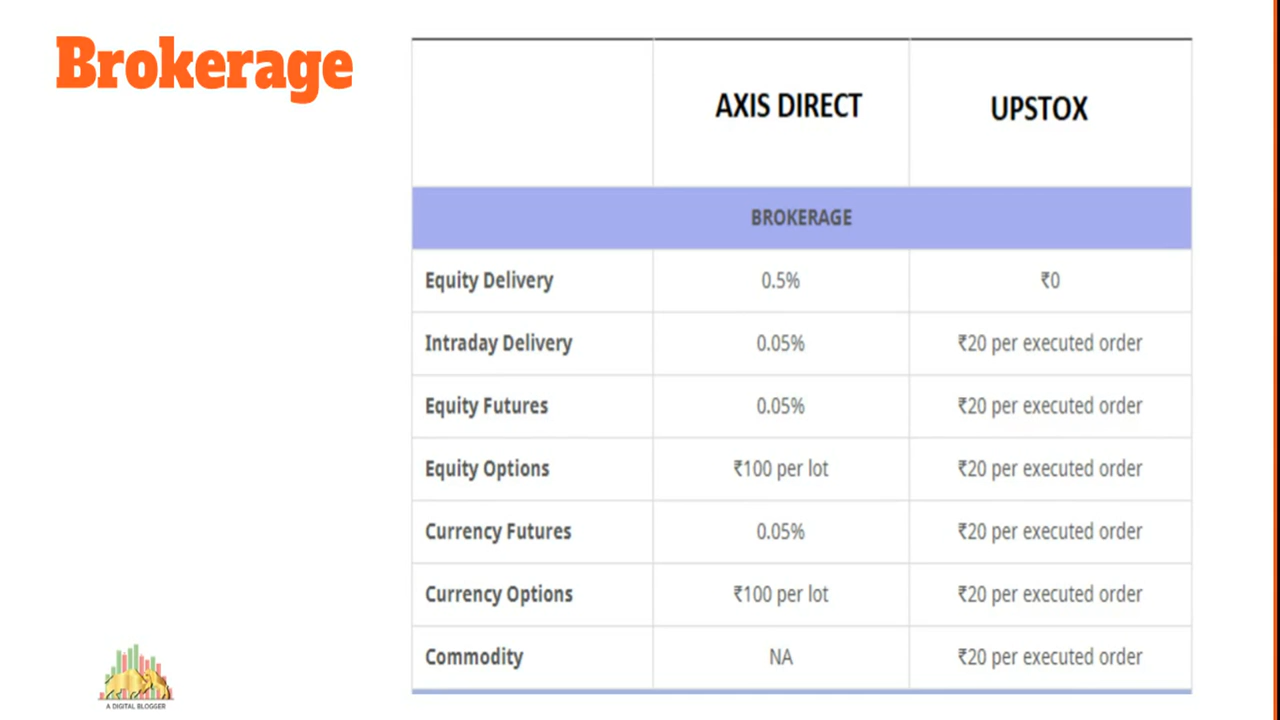 Brokerage
AXIS DIRECT UPSTOX
BROKERAGE
Equity Delivery 0.5% ₹0
Intraday Delivery 0.05% ₹20 per executed order
Equity Futures 0.05% ₹20 per executed order
Equity Options ₹100 per lot ₹20 per executed order
Currency Futures 0.05% ₹20 per executed order
Currency Options ₹100 per lot ₹20 per executed order
Commodity NA ₹20 per executed order
A DIGITAL BLOGGER